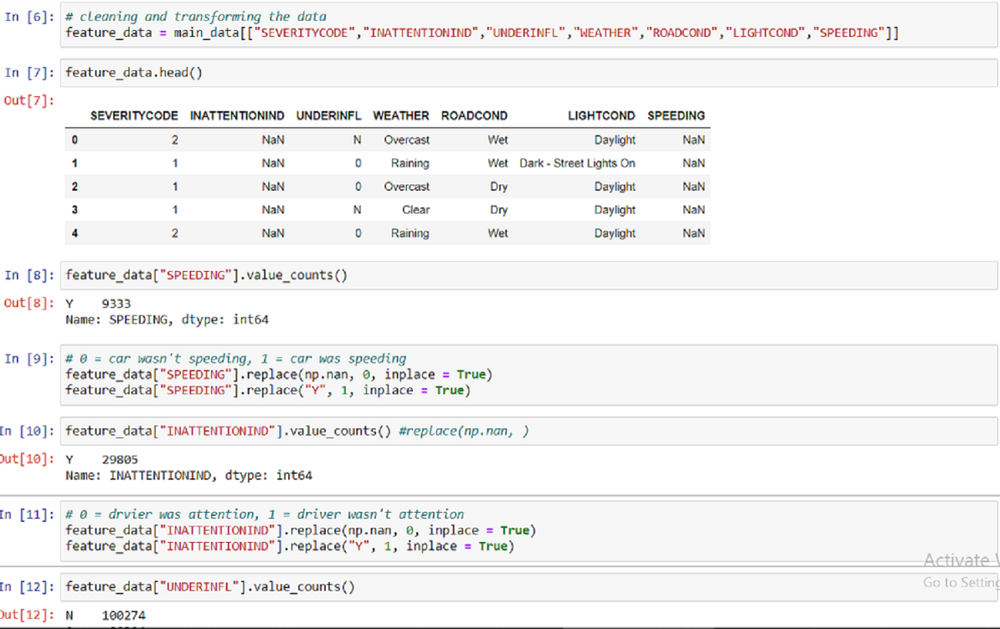 In [6]: # cleaning and transforming the data
feature_data = main_data[["SEVERITYCODE","INATTENTIONIND","UNDERINFL","WEATHER","ROADCOND","LIGHTCOND","SPEEDING"]]
In [7]: feature_data.head()
Out[7]:
SEVERITYCODE INATTENTIONIND UNDERINFL WEATHER ROADCOND LIGHTCOND SPEEDING
0 2 NaN N Overcast Wet Daylight NaN
1 1 NaN 0 Raining Wet Dark - Street Lights On NaN
2 1 NaN 0 Overcast Dry Daylight NaN
3 1 NaN N Clear Dry Daylight NaN
4 2 NaN 0 Raining Wet Daylight NaN
In [8]: feature_data["SPEEDING"].value_counts()
Out[8]: Y 9333
Name: SPEEDING, dtype: int64
In [9]: # 0 = car wasn't speeding, 1 = car was speeding
feature_data["SPEEDING"].replace(np.nan, 0, inplace = True)
feature_data["SPEEDING"].replace("Y", 1, inplace = True)
In [10]: feature_data["INATTENTIONIND"].value_counts() #replace(np.nan, )
Out[10]: Y 29805
Name: INATTENTIONIND, dtype: int64
In [11]: # 0 = drvier was attention, 1 = driver wasn't attention
feature_data["INATTENTIONIND"].replace(np.nan, 0, inplace = True)
feature_data["INATTENTIONIND"].replace("Y", 1, inplace = True)
Activate
Go to Setting
In [12]: feature_data["UNDERINFL"].value_counts()
Out[12]: N 100274